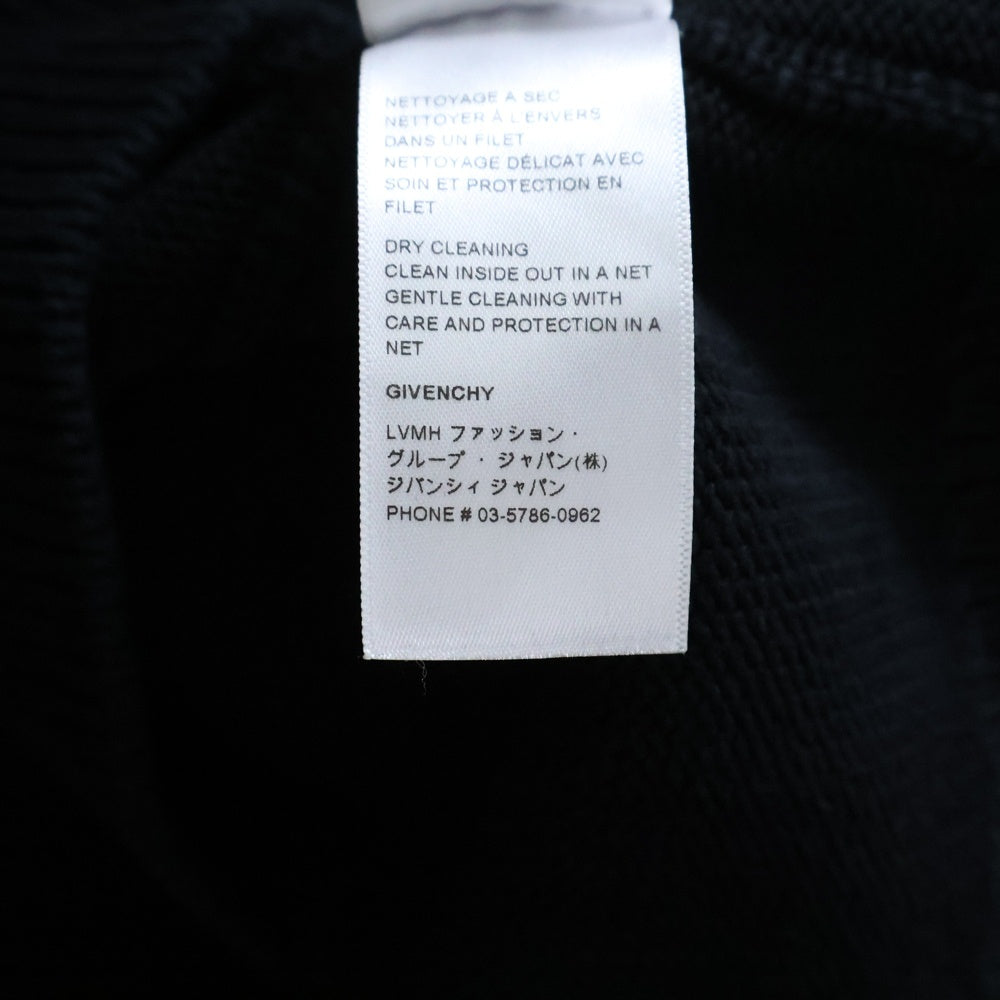 NETTOYAGE A SEC
NETTOYER À L'ENVERS
DANS UN FILET
NETTOYAGE DÉLICAT AVEC
SOIN ET PROTECTION EN
FILET
DRY CLEANING
CLEAN INSIDE OUT IN A NET
GENTLE CLEANING WITH
CARE AND PROTECTION IN A
NET
GIVENCHY
LVMH ファッション・
グループ ・ ジャパン(株)
ジバンシィ ジャパン
PHONE # 03-5786-0962